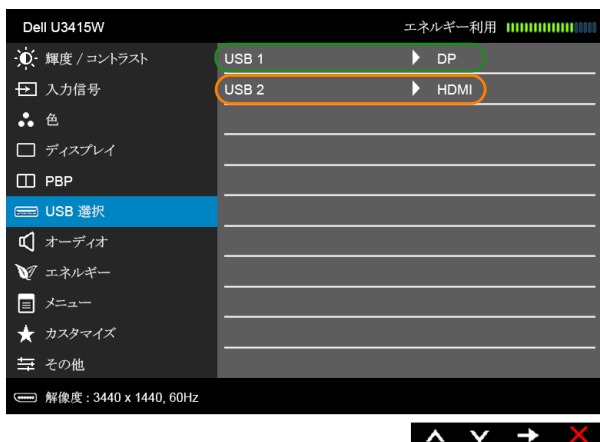 Dell U3415W エネルギー利用
輝度 / コントラスト
USB 1 DP
入力信号
USB 2 HDMI
色
ディスプレイ
PBP
USB 選択
オーディオ
エネルギー
メニュー
カスタマイズ
その他
解像度 : 3440 x 1440, 60Hz